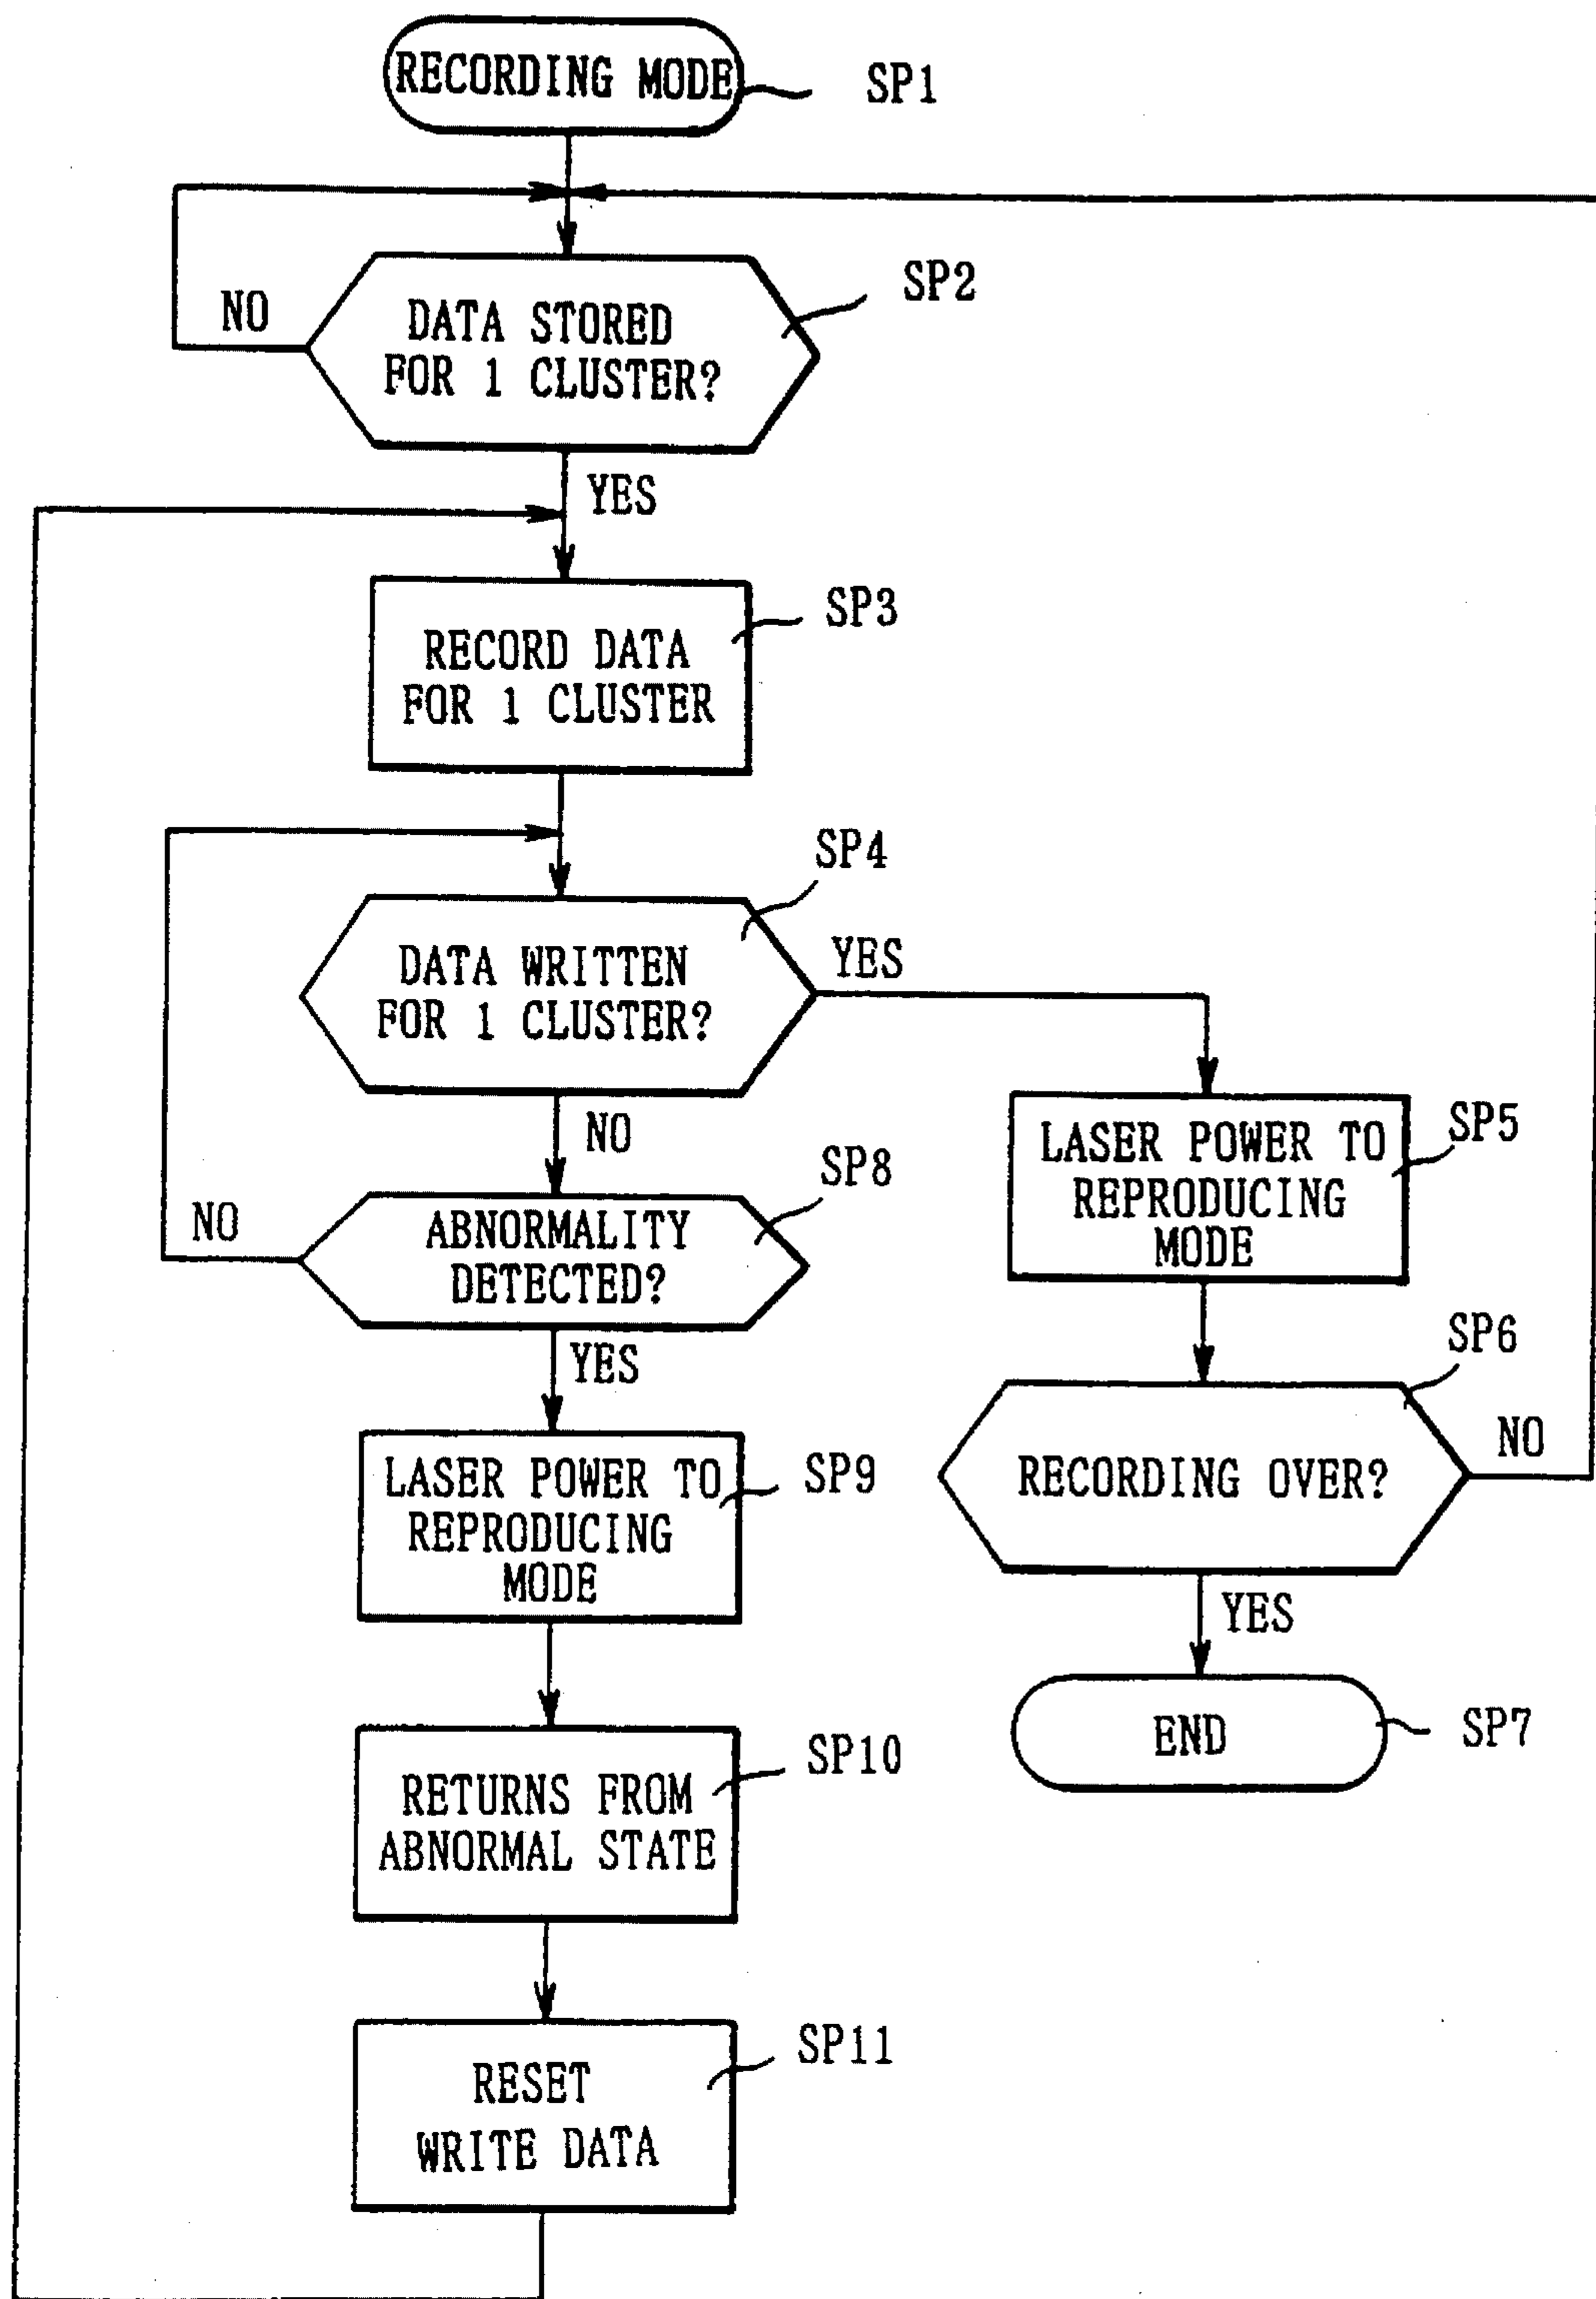 RECORDING MODE
SP1
SP2
NO
DATA STORED
FOR 1 CLUSTER?
YES
SP3
RECORD DATA
FOR 1 CLUSTER
SP4
DATA WRITTEN
FOR 1 CLUSTER?
YES
NO
SP5
LASER POWER TO
REPRODUCING
MODE
SP8
NO
ABNORMALITY
DETECTED?
YES
SP6
RECORDING OVER?
NO
SP9
LASER POWER TO
REPRODUCING
MODE
YES
END
SP7
SP10
RETURNS FROM
ABNORMAL STATE
SP11
RESET
WRITE DATA